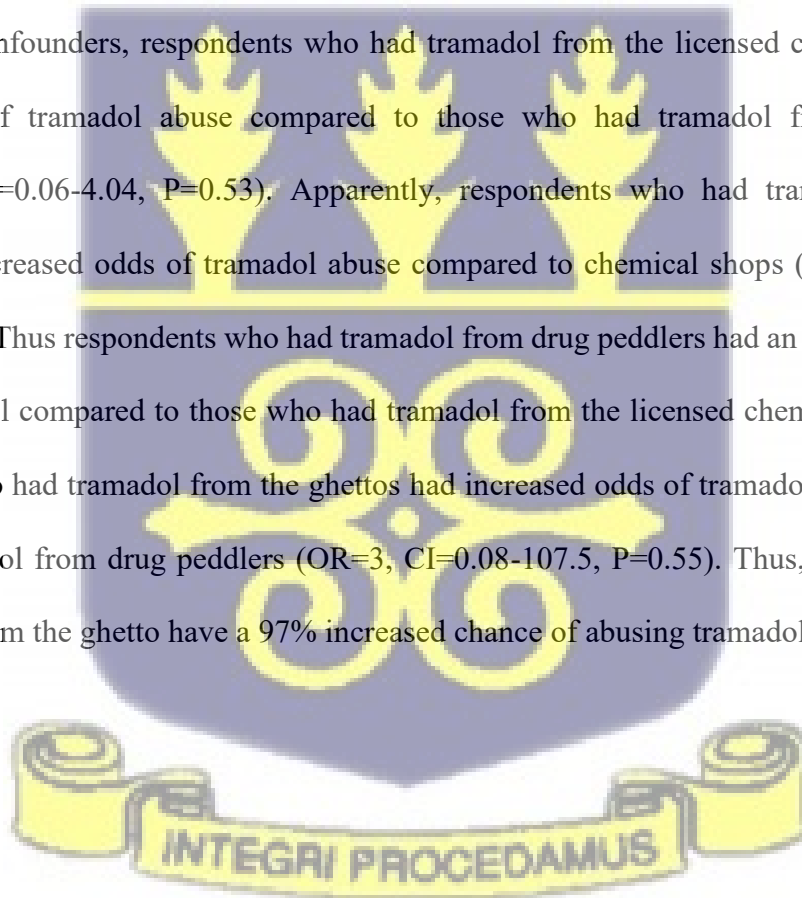 nfounders, respondents who had tramadol from the licensed c
f tramadol abuse compared to those who had tramadol f
=0.06-4.04, P=0.53). Apparently, respondents who had tra
creased odds of tramadol abuse compared to chemical shops (
Thus respondents who had tramadol from drug peddlers had an
l compared to those who had tramadol from the licensed chem
o had tramadol from the ghettos had increased odds of tramado
ol from drug peddlers (OR=3, CI=0.08-107.5, P=0.55). Thus,
m the ghetto have a 97% increased chance of abusing tramadol
INTEGRI PROCEDAMUS